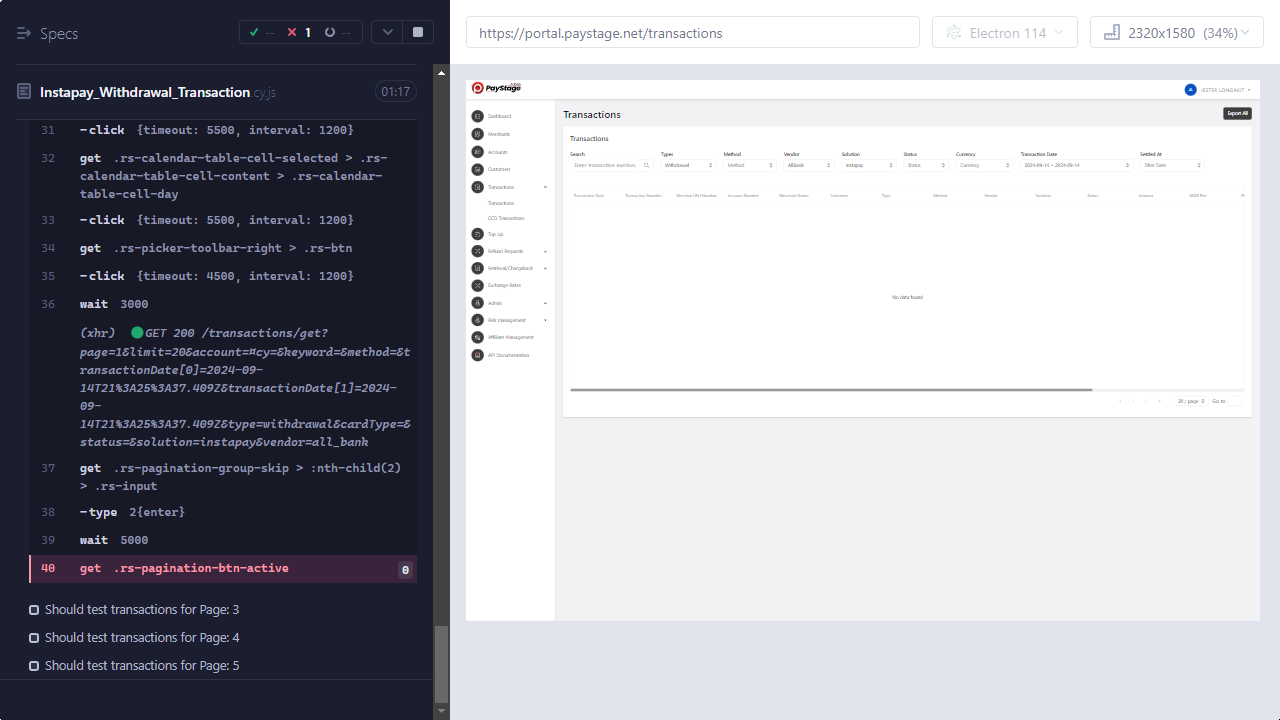 Specs
--
1
--
https://portal.paystage.net/transactions
Electron 114
2320x1580 (34%)
Instapay_Withdrawal_Transaction.cy.js
01:17
31 -click {timeout: 5500, interval: 1200}
32 get .rs-calendar-table-cell-selected > .rs-
calendar-table-cell-content > .rs-calendar-
table-cell-day
33 -click {timeout: 5500, interval: 1200}
34 get .rs-picker-toolbar-right > .rs-btn
35 -click {timeout: 4500, interval: 1200}
36 wait 3000
(xhr) GET 200 /transactions/get?
page=1&limit=20&account=¤cy=&keyword=&method=&t
ransactionDate[0]=2024-09-
14T21%3A25%3A37.409Z&transactionDate[1]=2024-
09-
14T21%3A25%3A37.409Z&type=withdrawal&cardType=&
status=&solution=instapay&vendor=all_bank
37 get .rs-pagination-group-skip > :nth-child(2)
> .rs-input
38 -type 2{enter}
39 wait 5000
40 get .rs-pagination-btn-active 0
Should test transactions for Page: 3
Should test transactions for Page: 4
Should test transactions for Page: 5
PayStage
JESTER LONGAKIT
Dashboard
Merchants
Accounts
Customers
Transactions
Transactions
CCD Transactions
Top Up
Refund Requests
Retrieval/Chargeback
Exchange Rates
Admin
Risk management
Affiliate Management
API Documentation
Transactions
Export All
Transactions
Search Types Method Vendor Solution Status Currency Transaction Date Settled At
Enter transaction number, Withdrawal Method AllBank Instapay Status Currency 2024-09-14 ~ 2024-09-14 Filter Date
Transaction Date Transaction Number Merchant Ref Number Account Number Merchant Name Customer Type Method Vendor Solution Status Amount MDR Fee
No data found
20 / page Go to